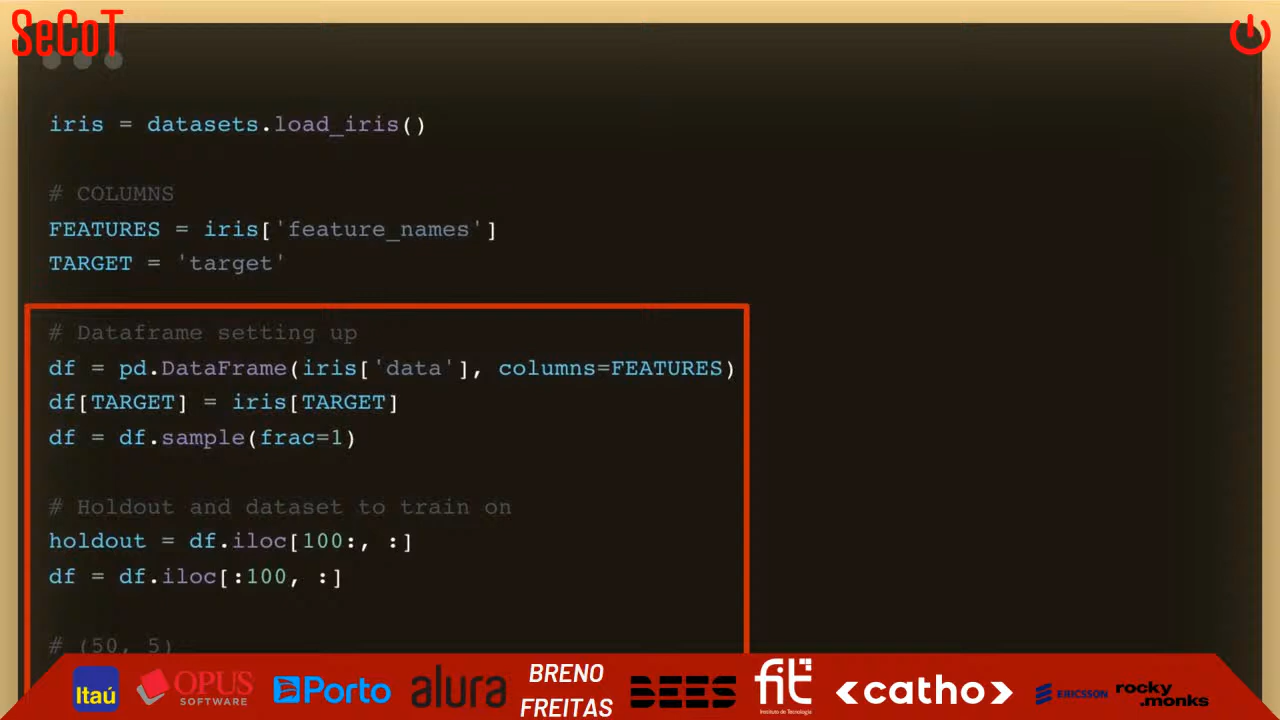 SeCoT
iris = datasets.load_iris()
# COLUMNS
FEATURES = iris['feature_names']
TARGET = 'target'
# Dataframe setting up
df = pd.DataFrame(iris['data'], columns=FEATURES)
df[TARGET] = iris[TARGET]
df = df.sample(frac=1)
# Holdout and dataset to train on
holdout = df.iloc[100:, :]
df = df.iloc[:100, :]
# (50, 5)
Itaú
OPUS
SOFTWARE
Porto
alura
BRENO
FREITAS
BEES
fit
Instituto de Tecnologia
<catho>
ERICSSON
rocky
.monks